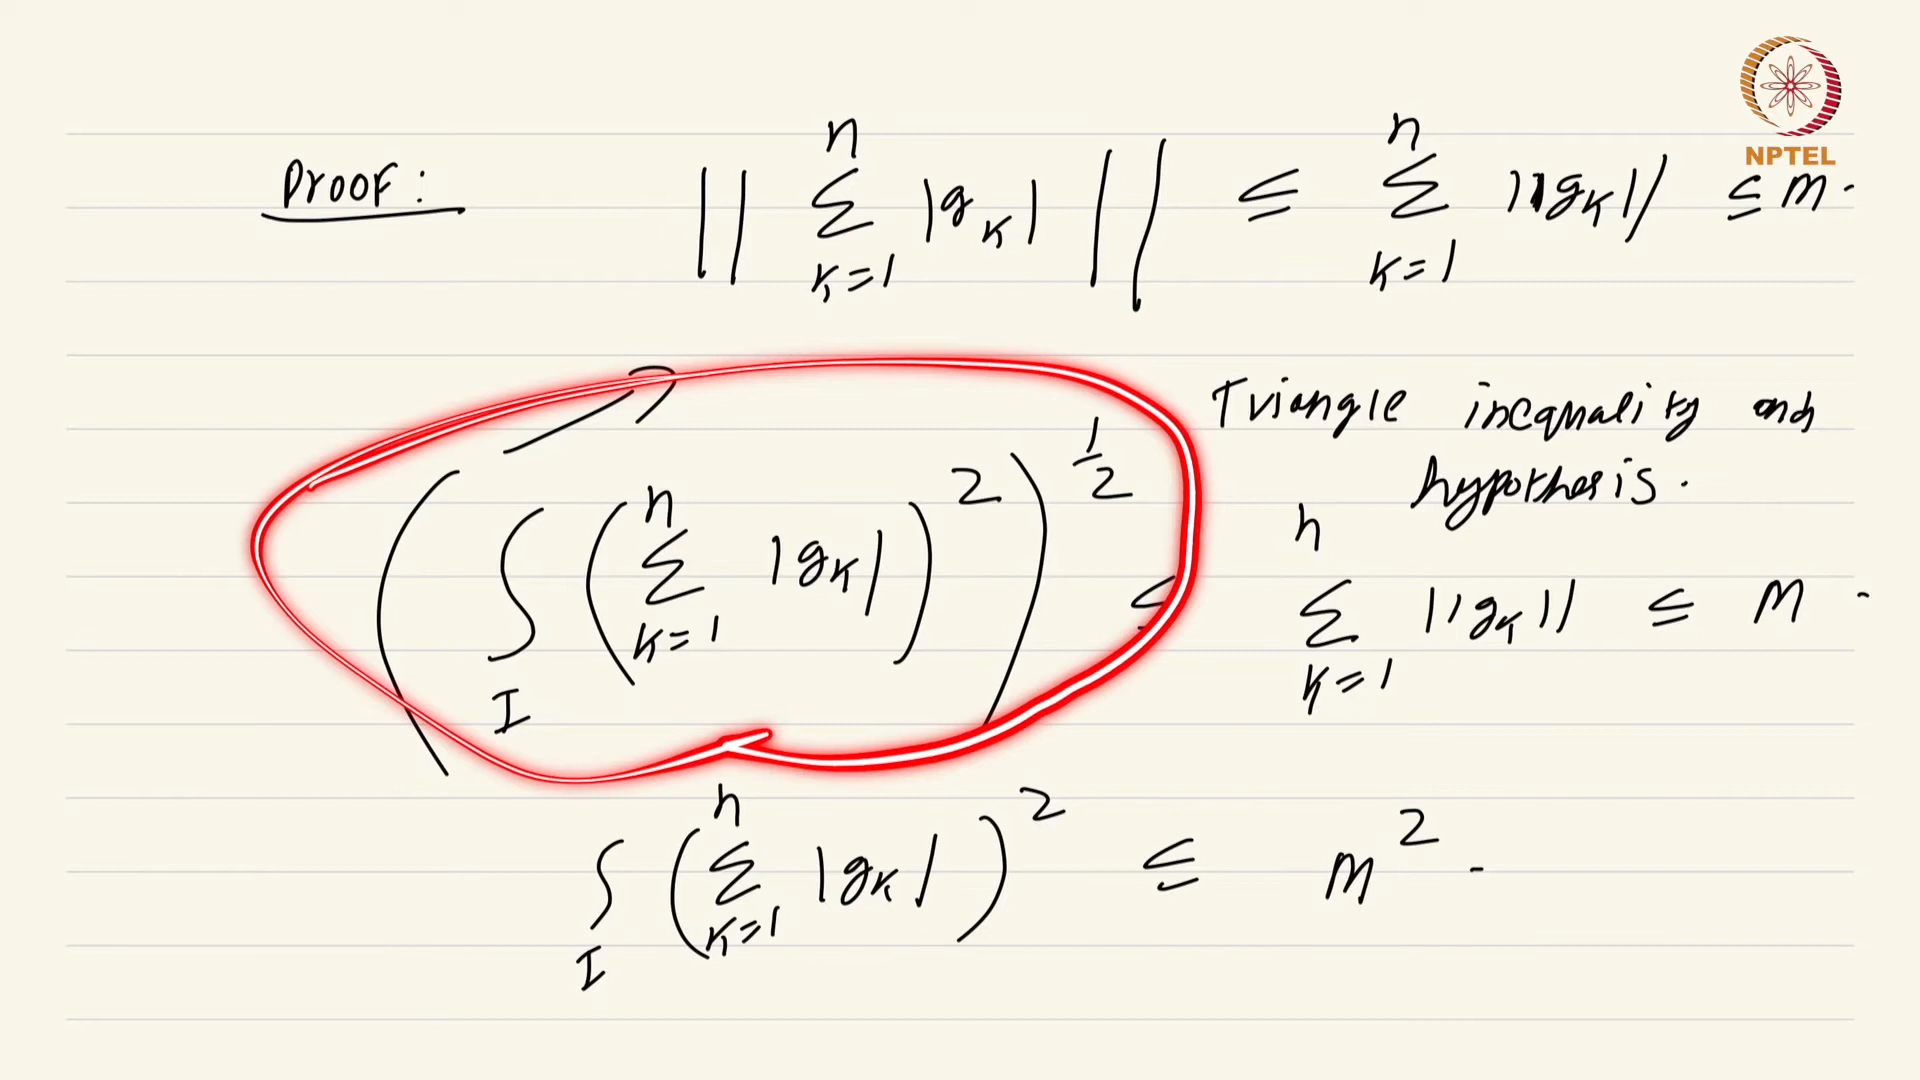 NPTEL
Proof: || n∑k=1 |g_k| || ≤ n∑k=1 ||g_k|| ≤ M.
Triangle inequality and
hypothesis.
( ∫_I ( n∑k=1 |g_k| )^2 )^{1/2} ≤ n∑k=1 ||g_k|| ≤ M.
∫_I ( n∑k=1 |g_k| )^2 ≤ M^2.